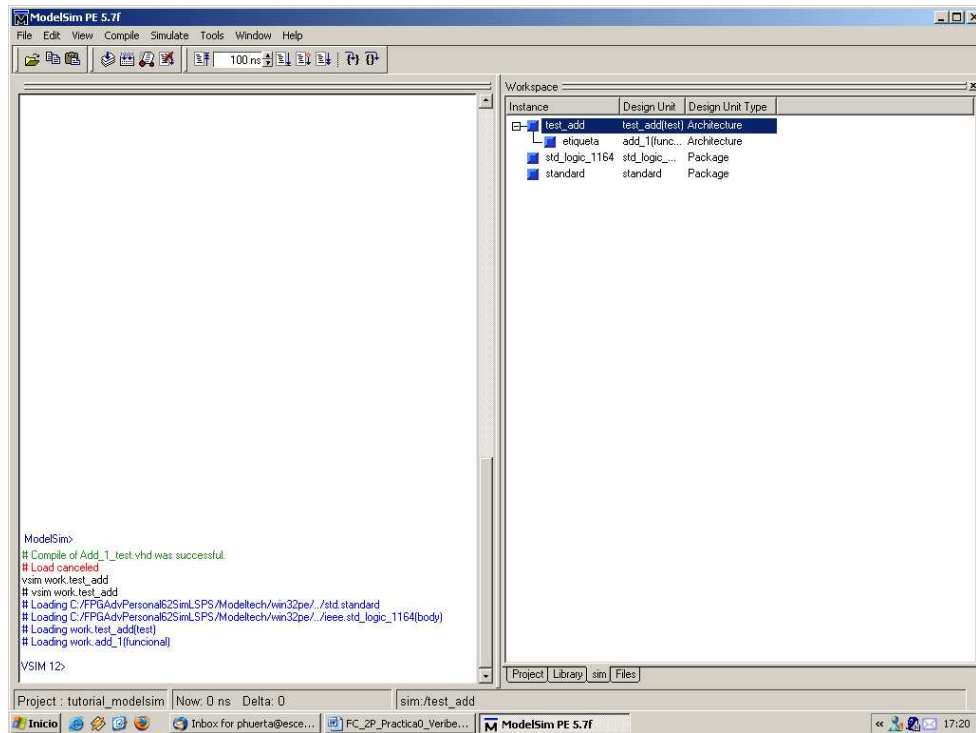 ModelSim PE 5.7f
File Edit View Compile Simulate Tools Window Help
100 ns
Workspace
Instance Design Unit Design Unit Type
test_add test_add(test) Architecture
etiqueta add_1(func... Architecture
std_logic_1164 std_logic_... Package
standard standard Package
ModelSim>
# Compile of Add_1_test.vhd was successful.
# Load canceled
vsim work.test_add
# vsim work.test_add
# Loading C:/FPGAdvPersonal62SimLSPS/Modeltech/win32pe/../std.standard
# Loading C:/FPGAdvPersonal62SimLSPS/Modeltech/win32pe/../ieee.std_logic_1164(body)
# Loading work.test_add(test)
# Loading work.add_1(funcional)
VSIM 12>
Project Library sim Files
Project : tutorial_modelsim Now: 0 ns Delta: 0 sim:/test_add
Inicio Inbox for phuerta@esce... FC_2P_Practica0_Veribe... ModelSim PE 5.7f « 17:20